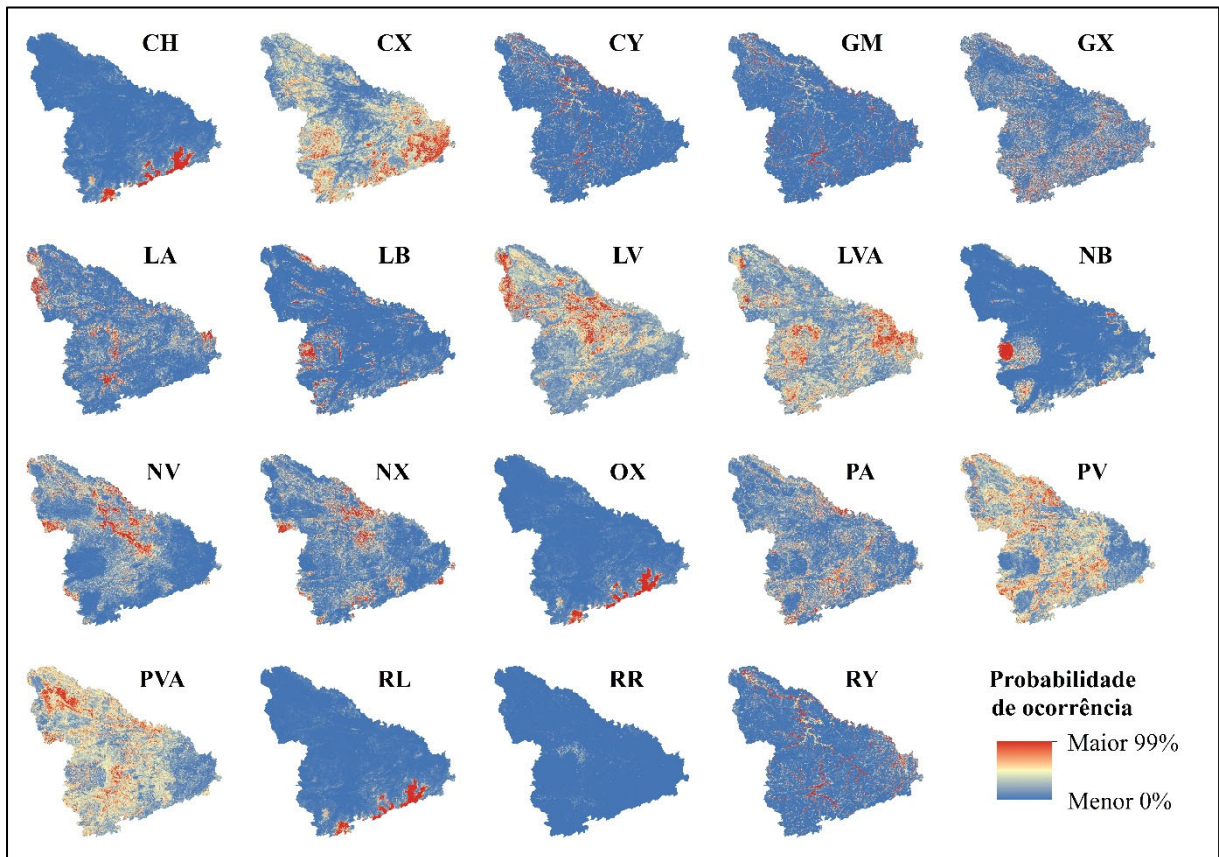 CH
CX
CY
GM
GX
LA
LB
LV
LVA
NB
NV
NX
OX
PA
PV
PVA
RL
RR
RY
Probabilidade
de ocorrência
Maior 99%
Menor 0%